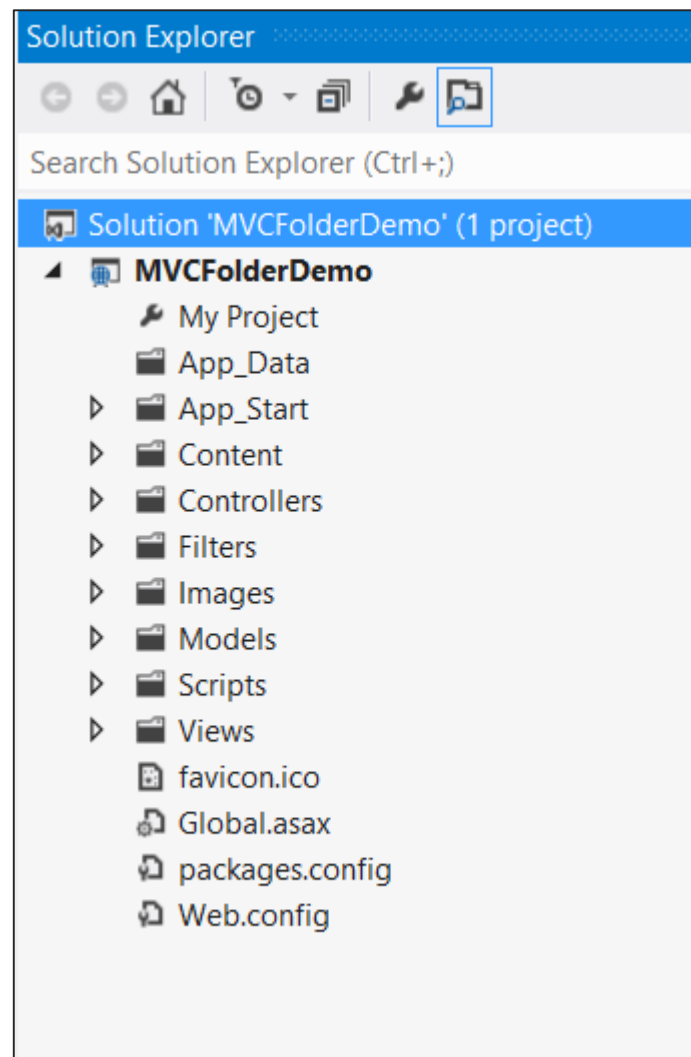 Solution Explorer
Search Solution Explorer (Ctrl+;)
Solution 'MVCFolderDemo' (1 project)
MVCFolderDemo
My Project
App_Data
App_Start
Content
Controllers
Filters
Images
Models
Scripts
Views
favicon.ico
Global.asax
packages.config
Web.config